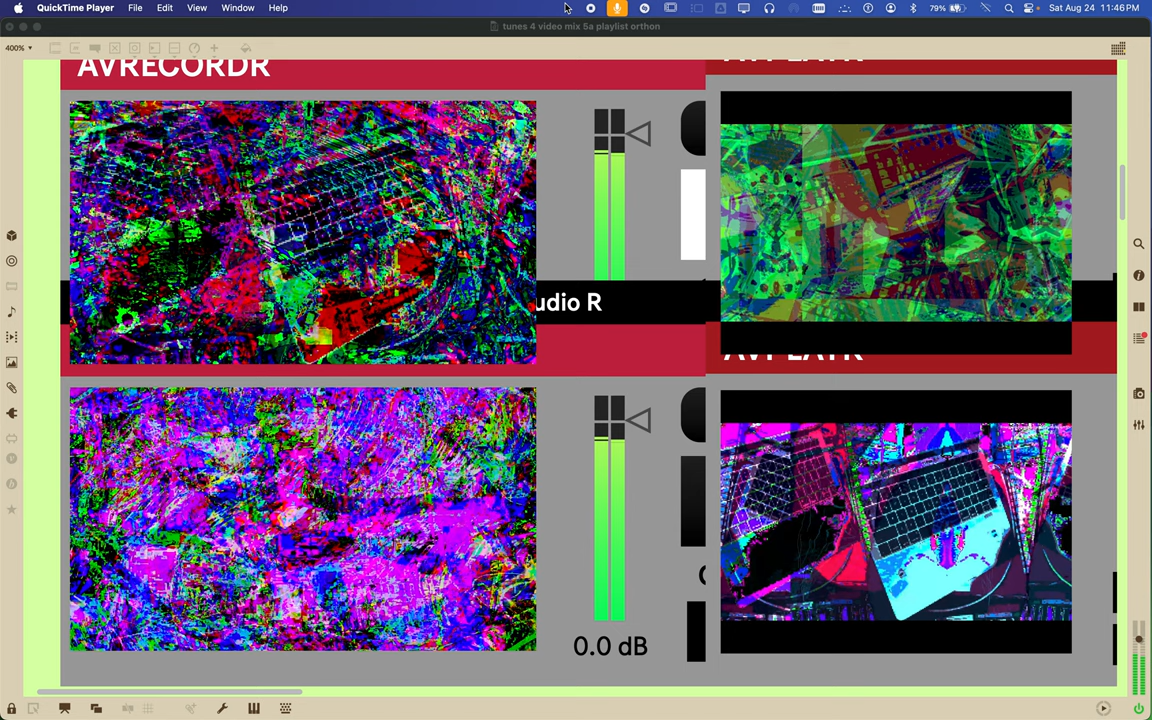 QuickTime Player File Edit View Window Help 79% Sat Aug 24 11:46 PM
tunes 4 video mix 5a playlist orthon
400%
AVRECORDR
udio R
AVPLAYR
0.0 dB